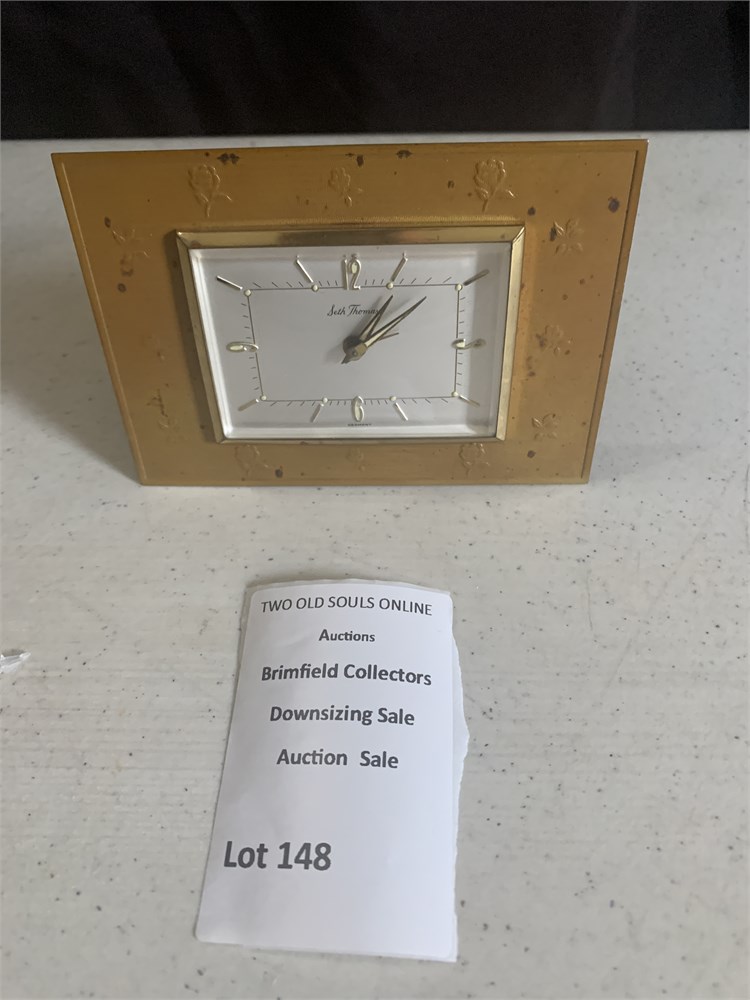 12
Seth Thomas
9 3
6
GERMANY
TWO OLD SOULS ONLINE
Auctions
Brimfield Collectors
Downsizing Sale
Auction Sale
Lot 148